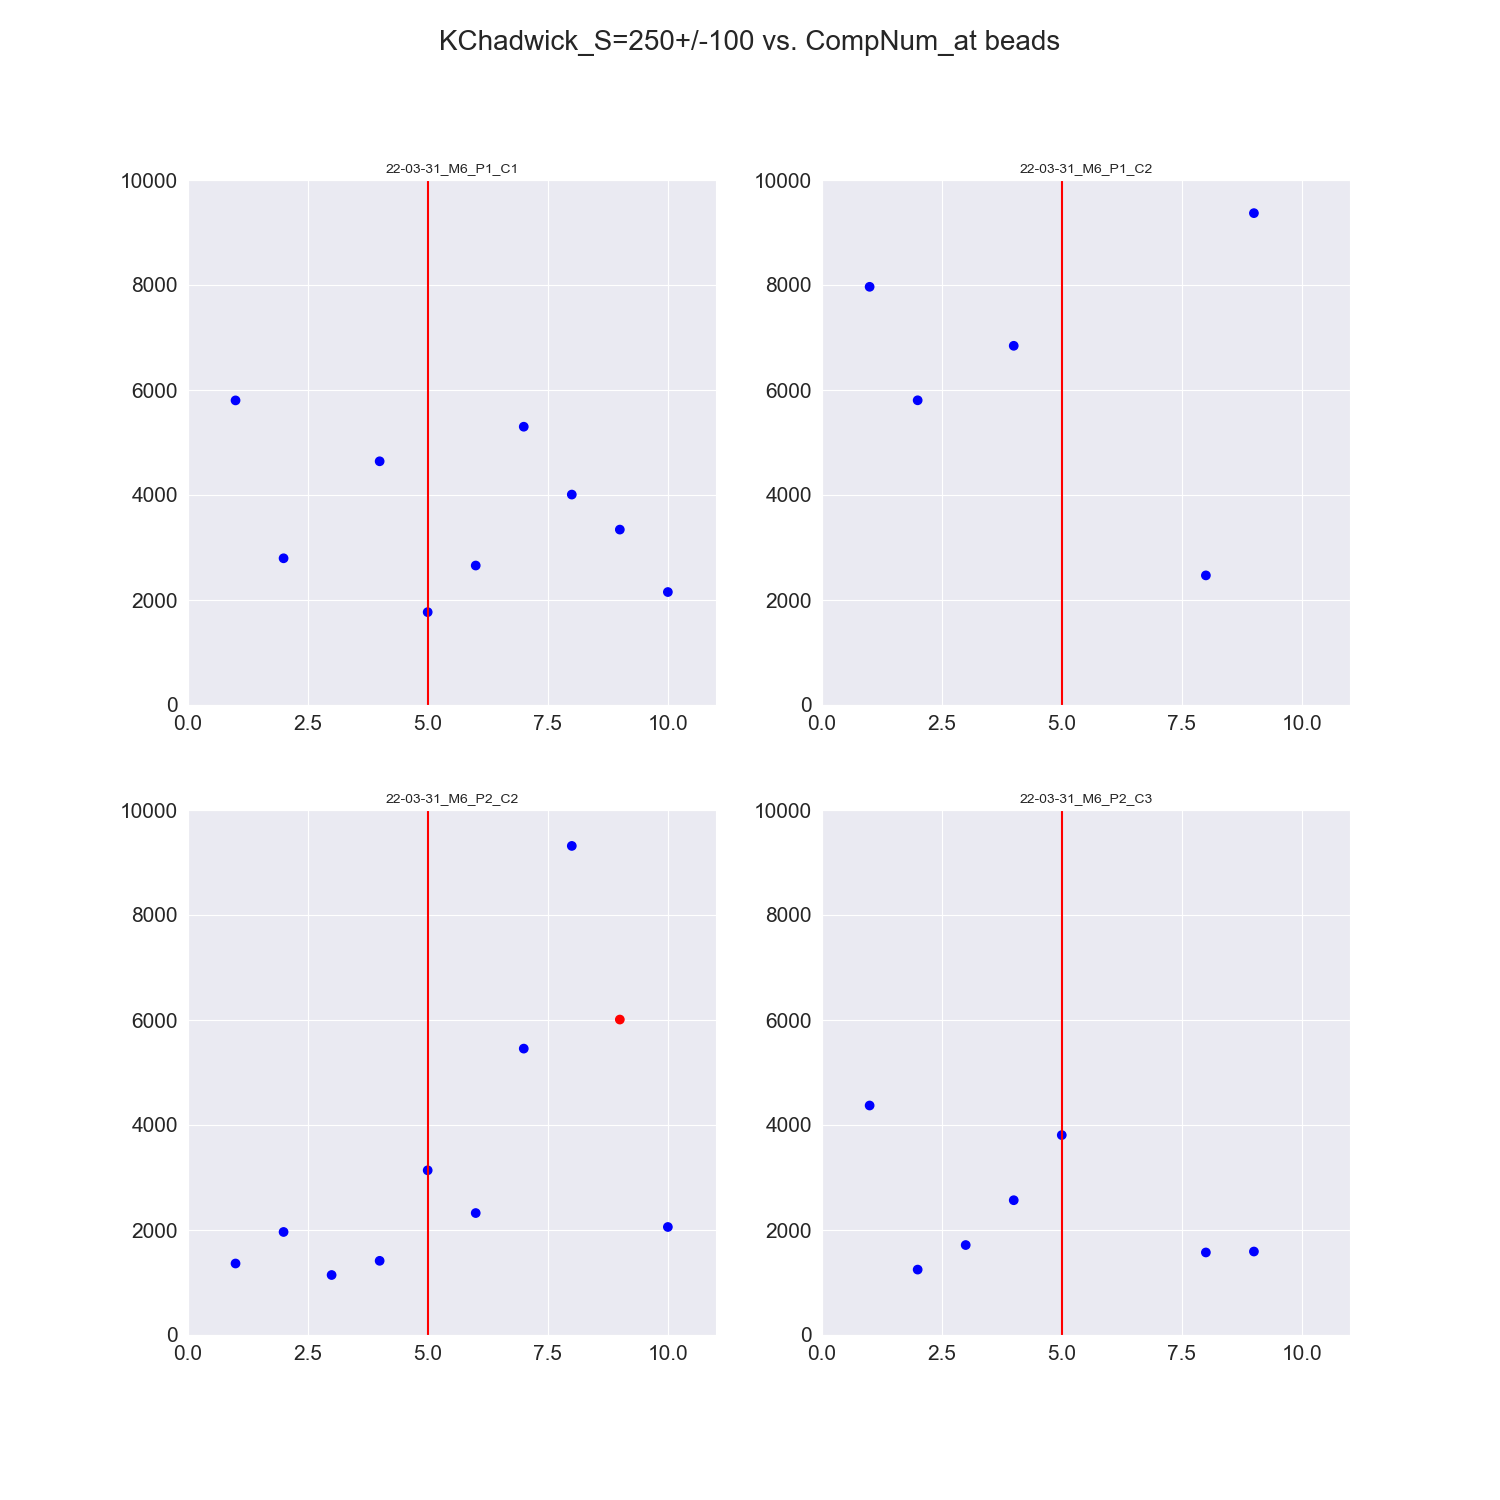 KChadwick_S=250+/-100 vs. CompNum_at beads
22-03-31_M6_P1_C1
10000
8000
6000
4000
2000
0
0.0 2.5 5.0 7.5 10.0
22-03-31_M6_P1_C2
10000
8000
6000
4000
2000
0
0.0 2.5 5.0 7.5 10.0
22-03-31_M6_P2_C2
10000
8000
6000
4000
2000
0
0.0 2.5 5.0 7.5 10.0
22-03-31_M6_P2_C3
10000
8000
6000
4000
2000
0
0.0 2.5 5.0 7.5 10.0